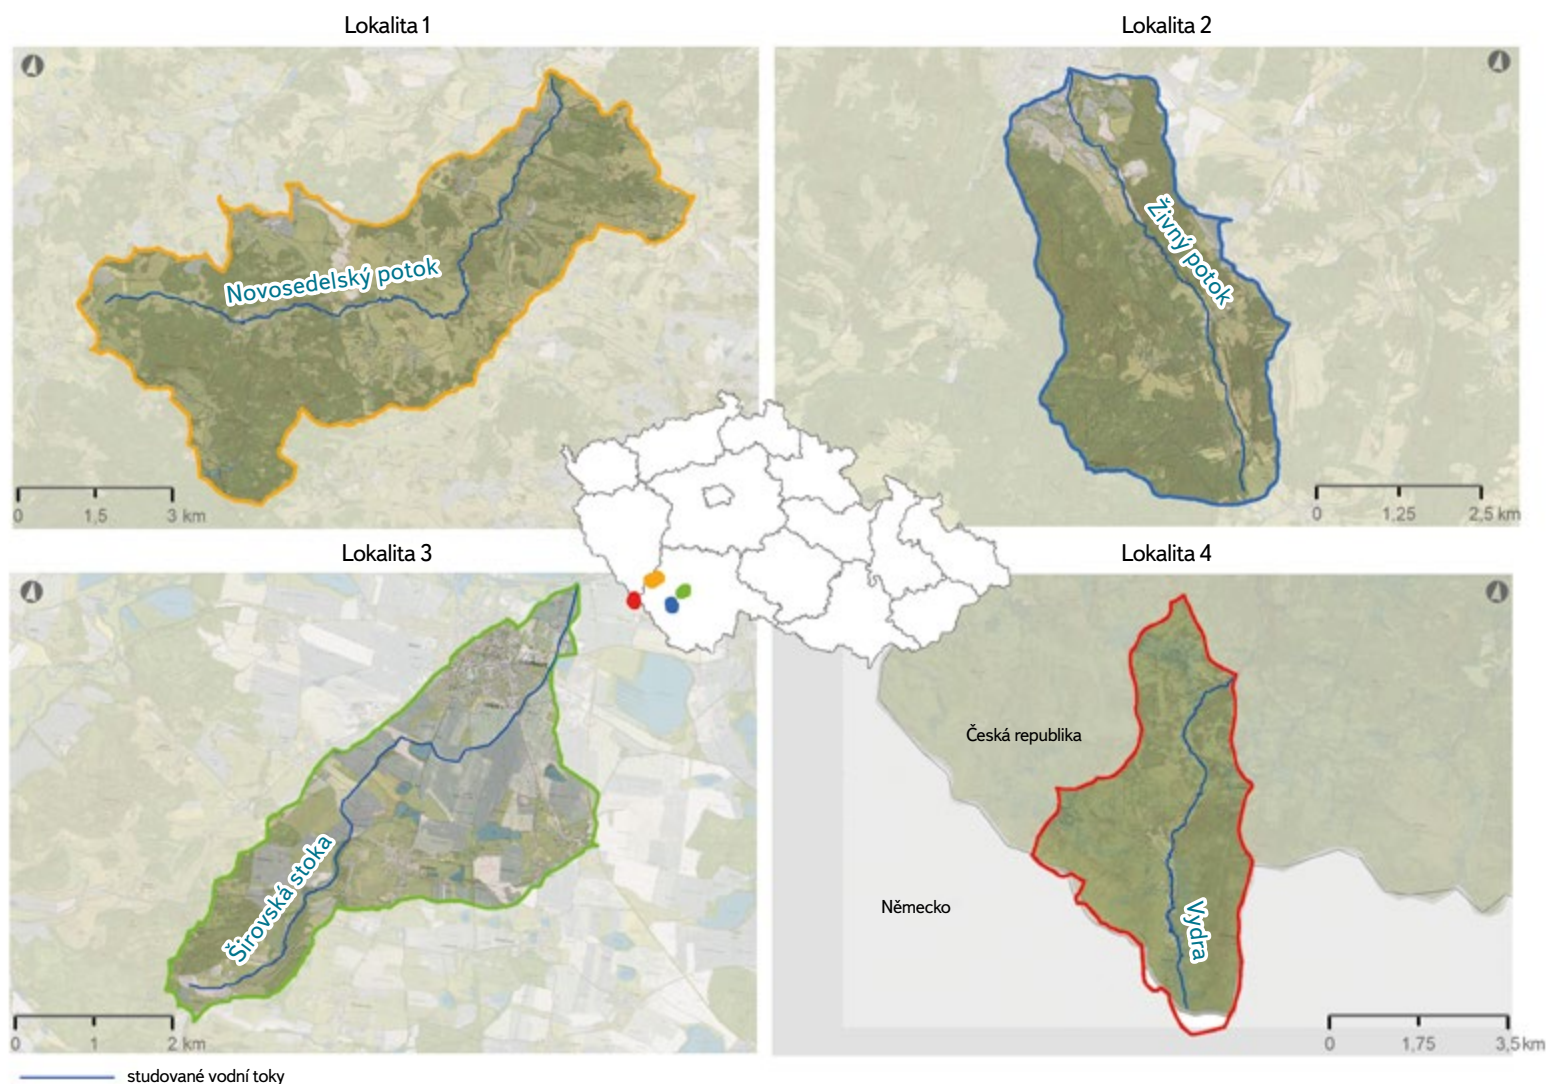 Lokalita 1
Lokalita 2
Novosedelský potok
Živný potok
0 1,5 3 km
0 1,25 2,5 km
Lokalita 3
Lokalita 4
Širovská stoka
Česká republika
Německo
Vydra
0 1 2 km
0 1,75 3,5 km
studované vodní toky